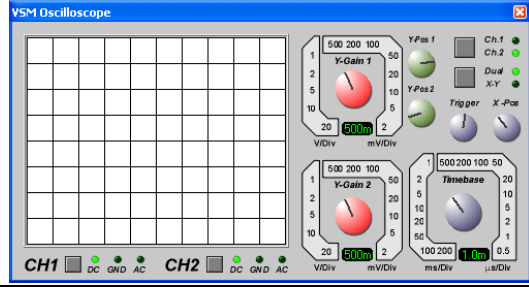 VSM Oscilloscope
500 200 100
1 50
Y-Gain 1
2 20
5 10
10 5
20 500m 2
V/Div mV/Div
Y-Pos 1
Y-Pos 2
Ch.1
Ch.2
Dual
X-Y
Trigger X-Pos
500 200 100
1 50
Y-Gain 2
2 20
5 10
10 5
20 500m 2
V/Div mV/Div
1 500 200 100 50
2 Timebase 20
5 10
10 5
20 2
50 1
100 200 1.0m 0.5
ms/Div µs/Div
CH1 DC GND AC CH2 DC GND AC